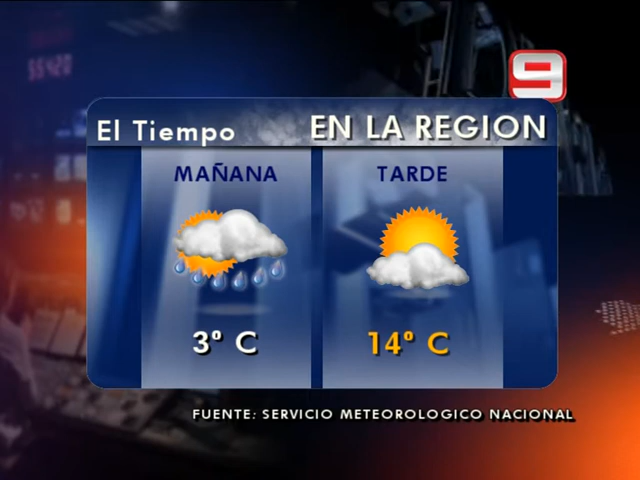 9
El Tiempo
EN LA REGION
MAÑANA
TARDE
3º C
14º C
FUENTE: SERVICIO METEOROLOGICO NACIONAL